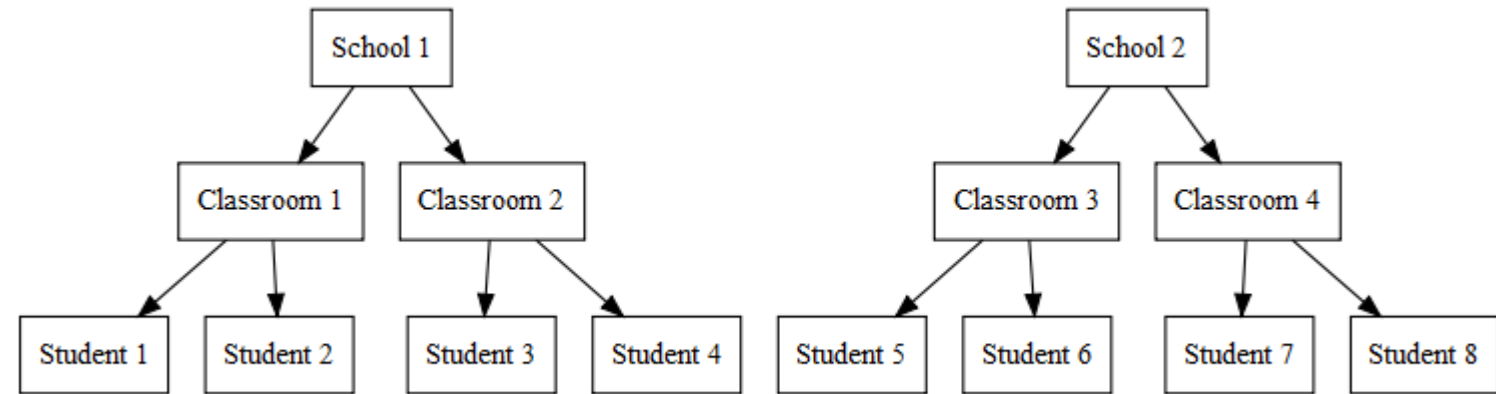 School 1
School 2
Classroom 1
Classroom 2
Classroom 3
Classroom 4
Student 1
Student 2
Student 3
Student 4
Student 5
Student 6
Student 7
Student 8